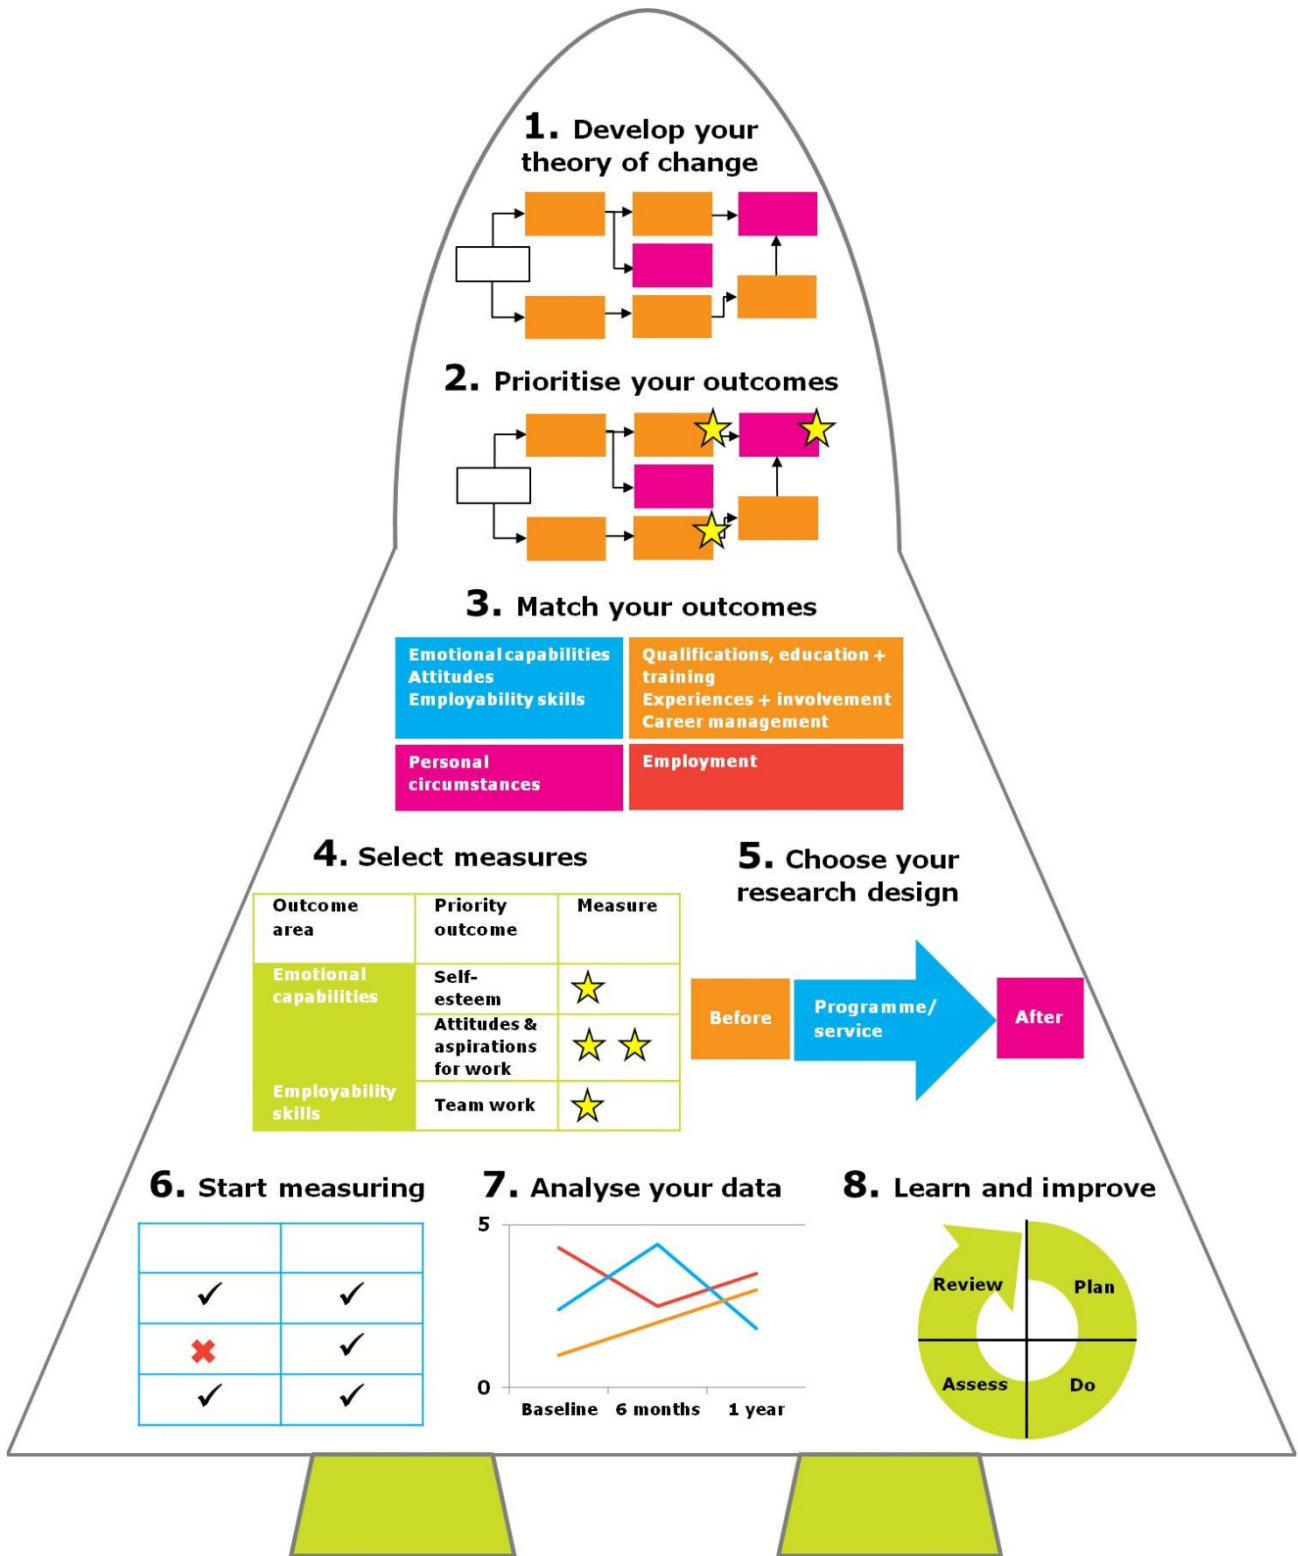 1. Develop your
theory of change
2. Prioritise your outcomes
3. Match your outcomes
Emotional capabilities
Attitudes
Employability skills
Qualifications, education +
training
Experiences + involvement
Career management
Personal
circumstances
Employment
4. Select measures
Outcome
area
Priority
outcome
Measure
Emotional
capabilities
Self-
esteem
Attitudes &
aspirations
for work
Employability
skills
Team work
5. Choose your
research design
Before
Programme/
service
After
6. Start measuring
7. Analyse your data
5
0
Baseline 6 months 1 year
8. Learn and improve
Review
Plan
Assess
Do